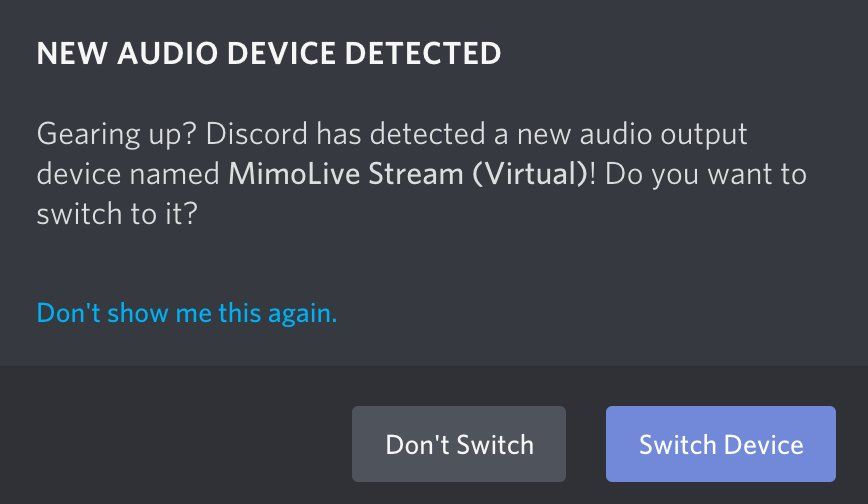 NEW AUDIO DEVICE DETECTED
Gearing up? Discord has detected a new audio output
device named MimoLive Stream (Virtual)! Do you want to
switch to it?
Don't show me this again.
Don't Switch
Switch Device